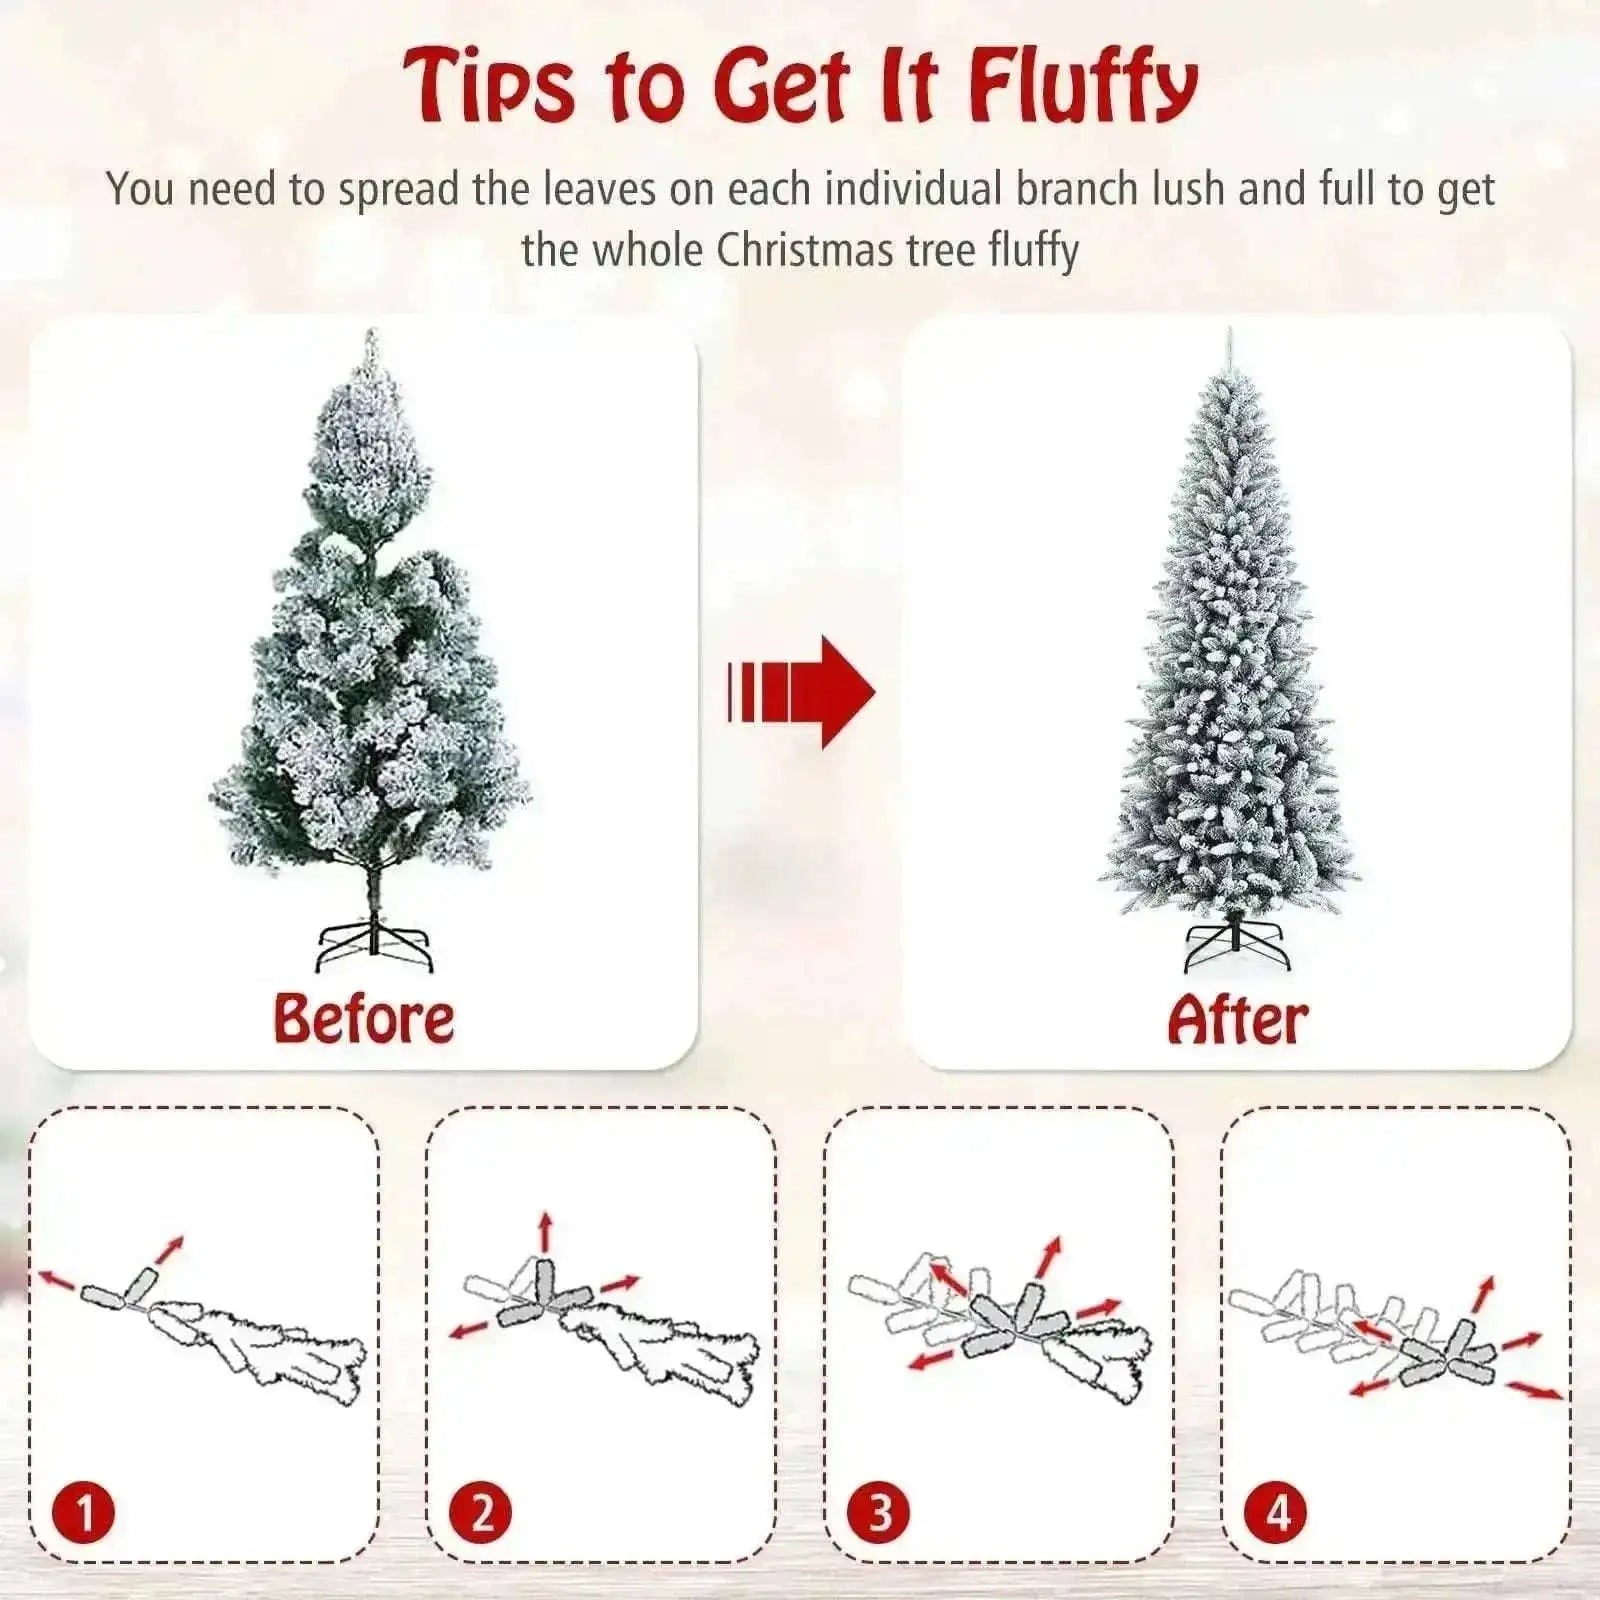 Tips to Get It Fluffy
You need to spread the leaves on each individual branch lush and full to get
the whole Christmas tree fluffy
Before
After
1
2
3
4